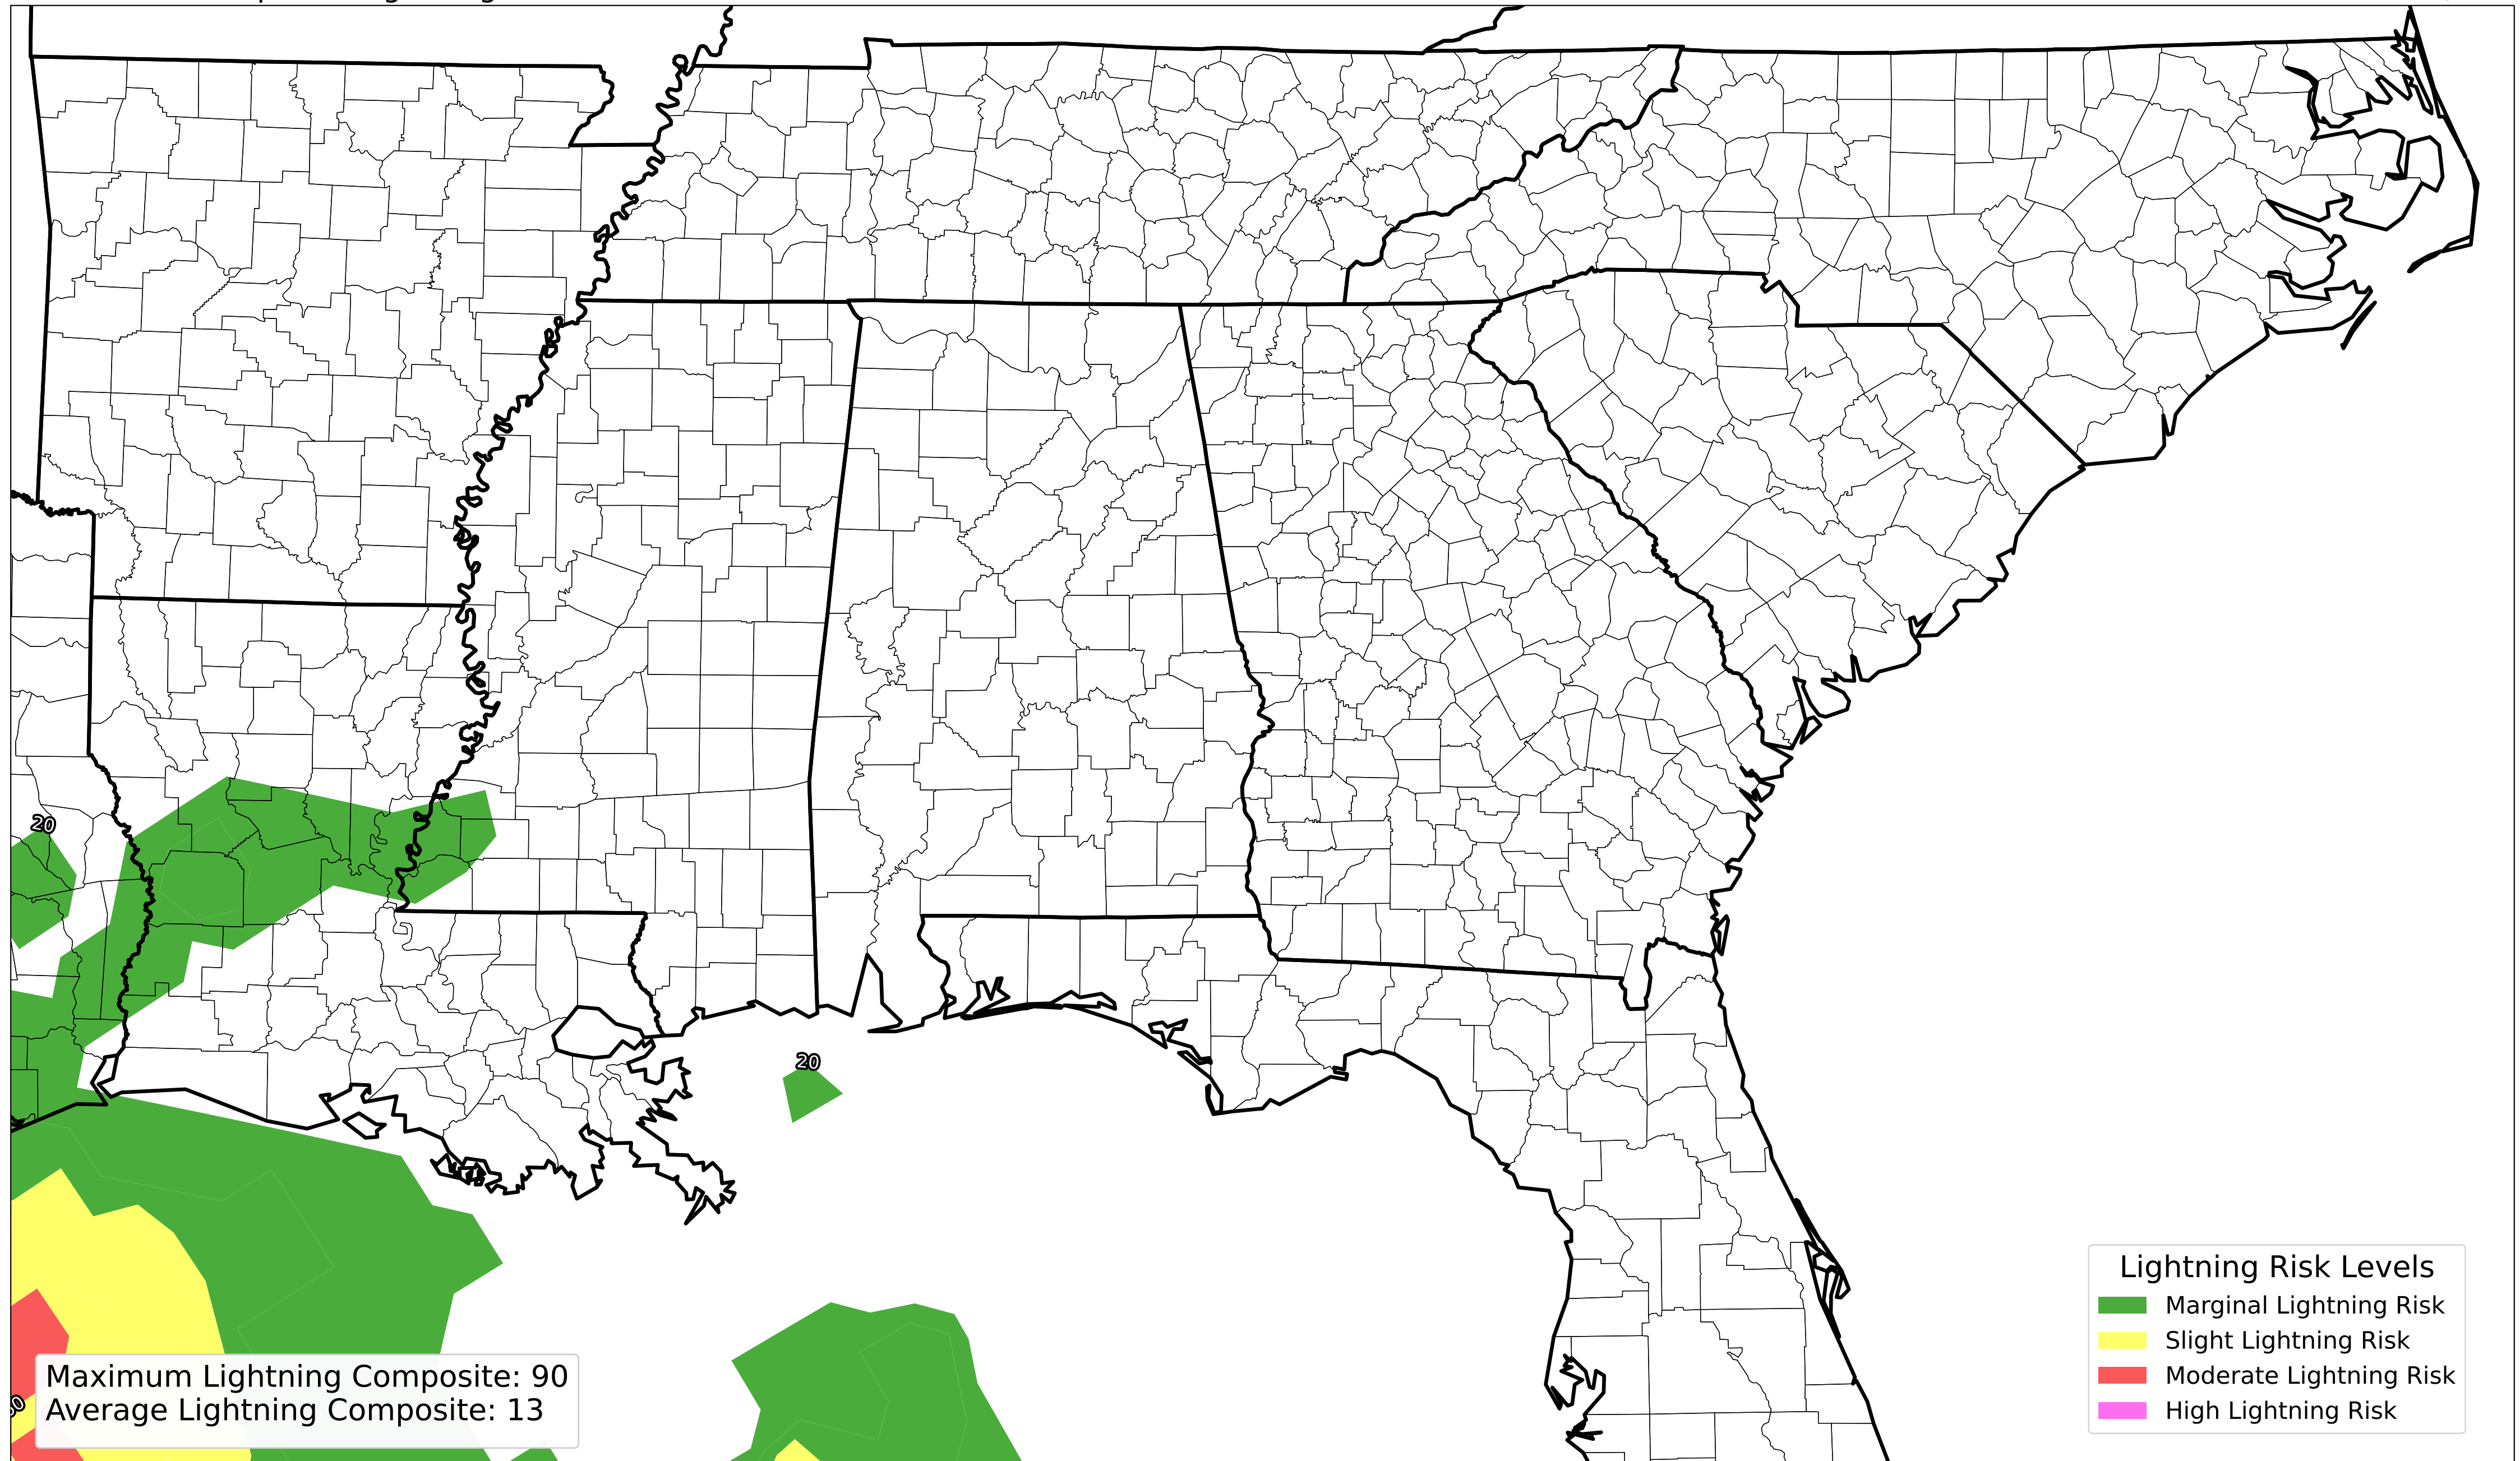 20
20
Lightning Risk Levels
Marginal Lightning Risk
Slight Lightning Risk
Moderate Lightning Risk
High Lightning Risk
Maximum Lightning Composite: 90
Average Lightning Composite: 13